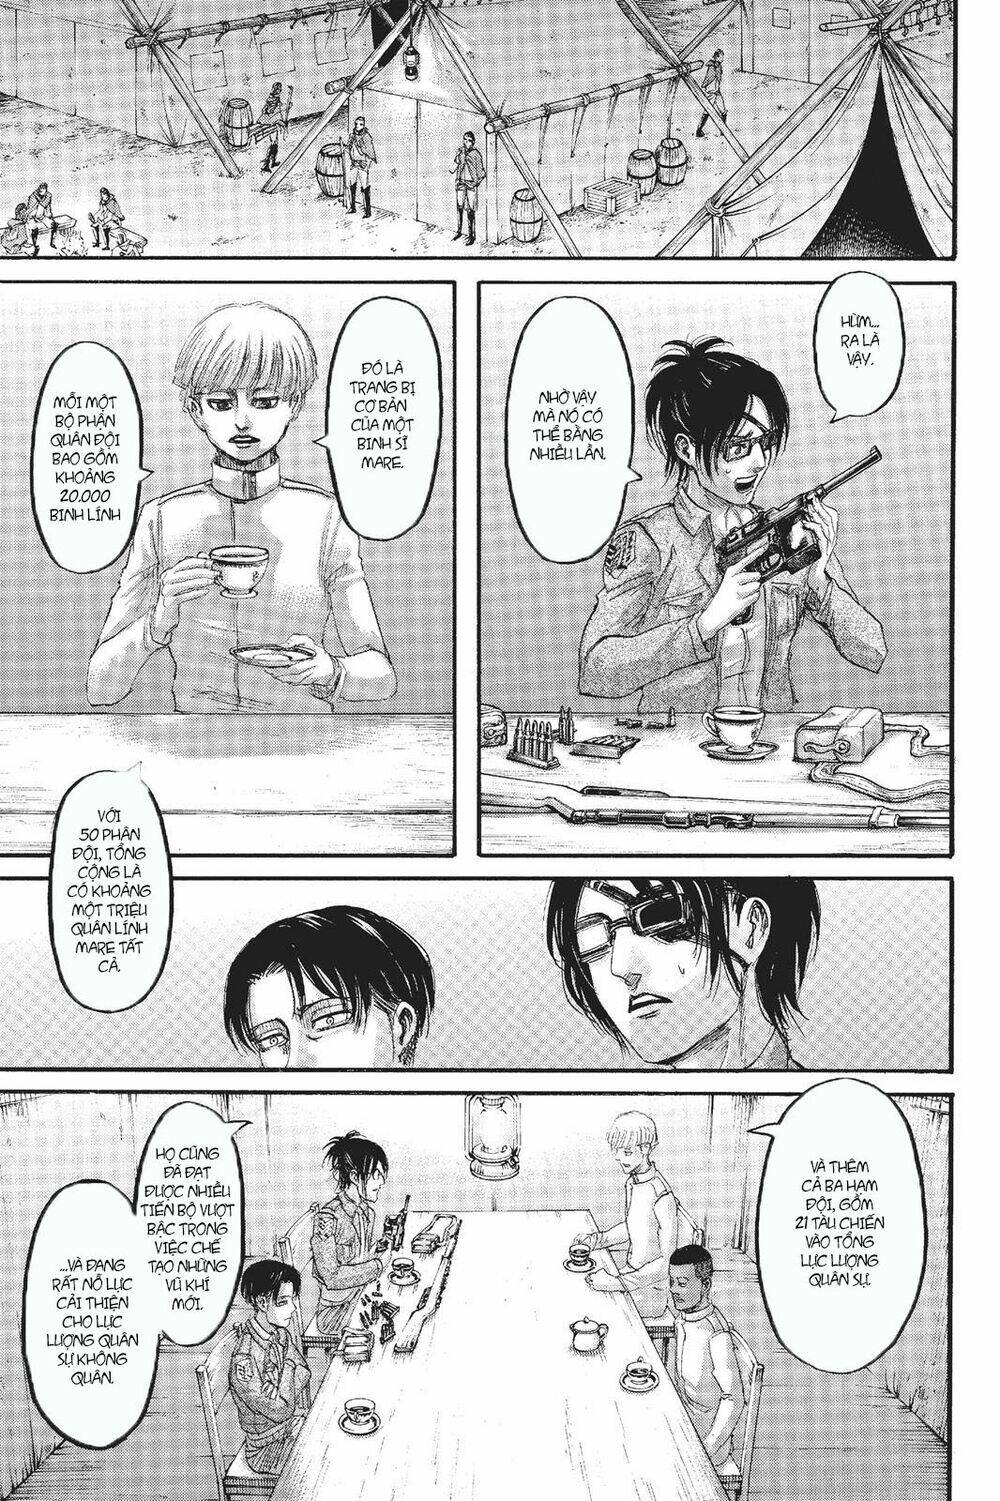 HỪM...
RA LÀ
VẬY.
NHỜ VẬY
MÀ NÓ CÓ
THỂ BẰNG
NHIỀU LẦN.
ĐÓ LÀ
TRANG BỊ
CƠ BẢN
CỦA MỘT
BINH SĨ
MARE.
MỖI MỘT
BỘ PHẬN
QUÂN ĐỘI
BAO GỒM
KHOẢNG
20.000
BINH LÍNH
VỚI
50 PHÂN
ĐỘI, TỔNG
CỘNG LÀ
CÓ KHOẢNG
MỘT TRIỆU
QUÂN LÍNH
MARE TẤT
CẢ.
VÀ THÊM
CẢ BA HẠM
ĐỘI, GỒM
21 TÀU CHIẾN
VÀO TỔNG
LỰC LƯỢNG
QUÂN SỰ.
HỌ CŨNG
ĐÃ ĐẠT
ĐƯỢC NHIỀU
TIẾN BỘ VƯỢT
BẬC TRONG
VIỆC CHẾ
TẠO NHỮNG
VŨ KHÍ
MỚI.
...VÀ ĐANG
RẤT NỖ LỰC
CẢI THIỆN
CHO LỰC
LƯỢNG QUÂN
SỰ KHÔNG
QUÂN.